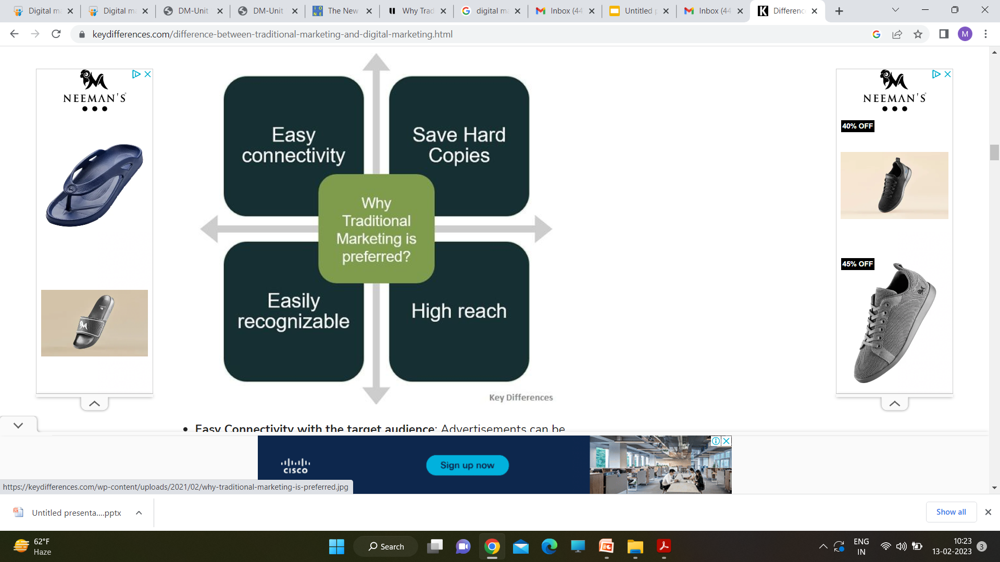 Digital ma
Digital ma
DM-Unit
DM-Unit
The New
Why Trad
digital ma
Inbox (44
Untitled p
Inbox (44
Differenc
keydifferences.com/difference-between-traditional-marketing-and-digital-marketing.html
M
NEEMAN'S
Easy
connectivity
Save Hard
Copies
Why
Traditional
Marketing is
preferred?
Easily
recognizable
High reach
Key Differences
NEEMAN'S
40% OFF
45% OFF
• Easy Connectivity with the target audience: Advertisements can be
CISCO
Sign up now
https://keydifferences.com/wp-content/uploads/2021/02/why-traditional-marketing-is-preferred.jpg
Untitled presenta....pptx
Show all
62°F
Haze
Search
ENG
IN
10:23
13-02-2023
3